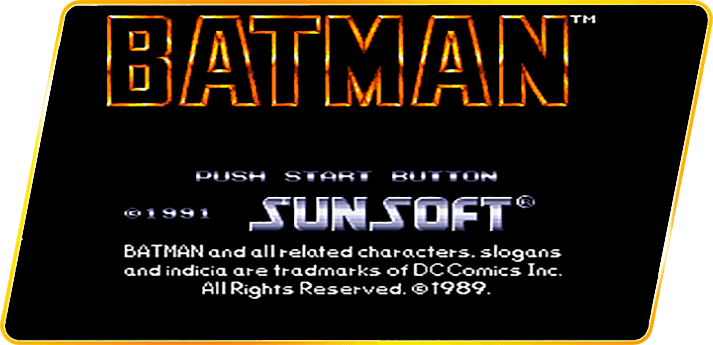 BATMAN™
PUSH START BUTTON
©1991 SUNSOFT®
BATMAN and all related characters. slogans
and indicia are tradmarks of DC Comics Inc.
All Rights Reserved. ©1989.